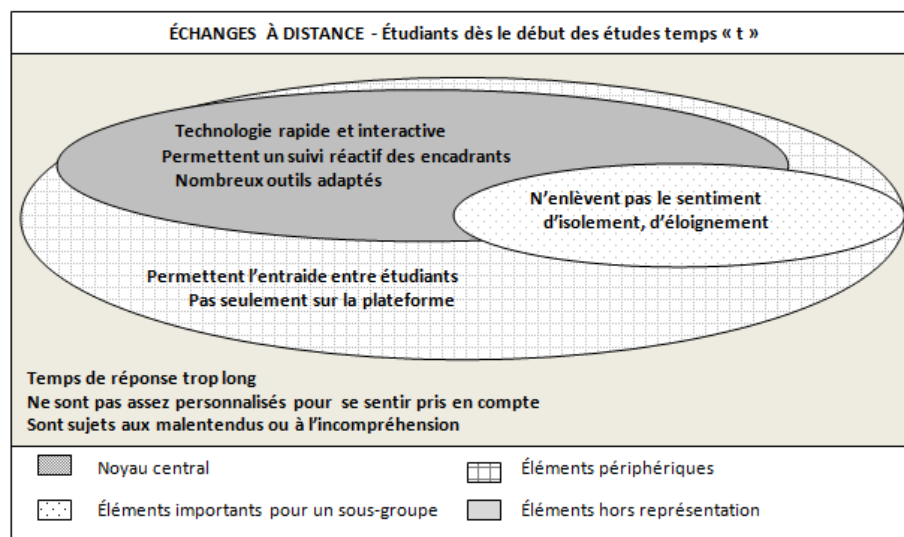 ÉCHANGES À DISTANCE - Étudiants dès le début des études temps « t »
Technologie rapide et interactive
Permettent un suivi réactif des encadrants
Nombreux outils adaptés
N'enlèvent pas le sentiment
d'isolement, d'éloignement
Permettent l'entraide entre étudiants
Pas seulement sur la plateforme
Temps de réponse trop long
Ne sont pas assez personnalisés pour se sentir pris en compte
Sont sujets aux malentendus ou à l'incompréhension
Noyau central
Éléments périphériques
Éléments importants pour un sous-groupe
Éléments hors représentation